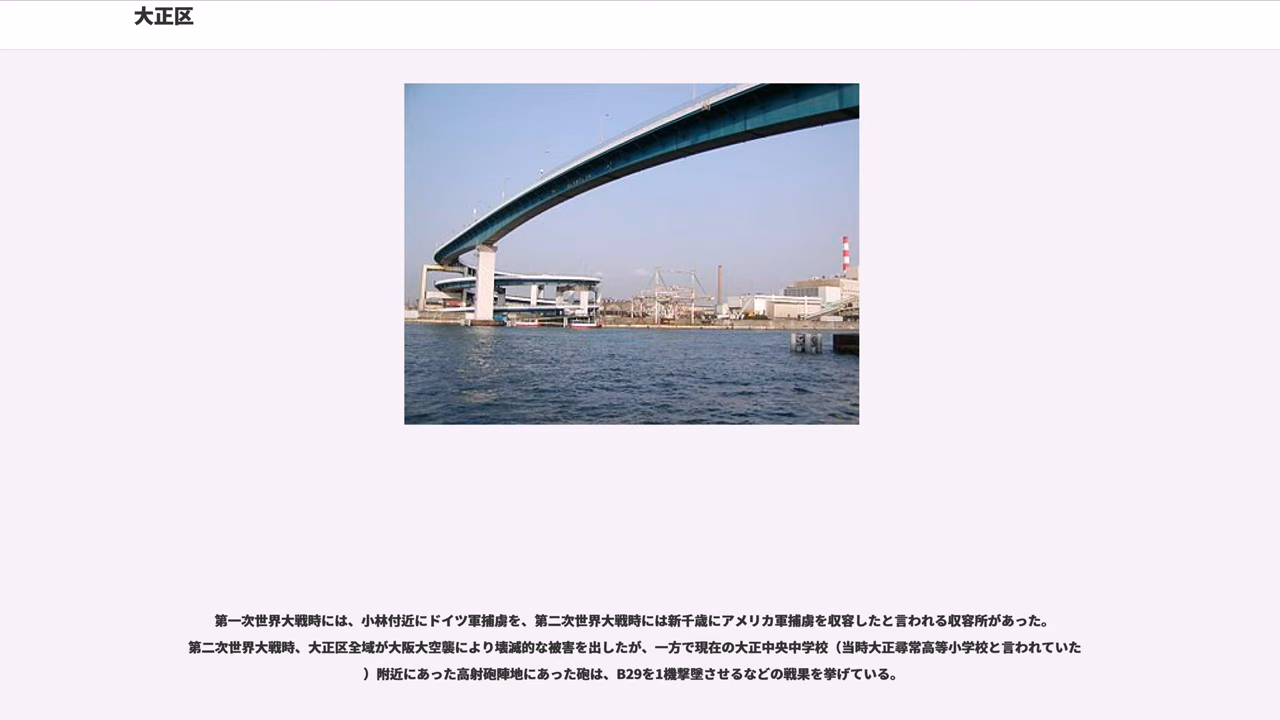 大正区
第一次世界大戦時には、小林付近にドイツ軍捕虜を、第二次世界大戦時には新千歳にアメリカ軍捕虜を収容したと言われる収容所があった。
第二次世界大戦時、大正区全域が大阪大空襲により壊滅的な被害を出したが、一方で現在の大正中央中学校（当時大正尋常高等小学校と言われていた
）附近にあった高射砲陣地にあった砲は、B29を1機撃墜させるなどの戦果を挙げている。